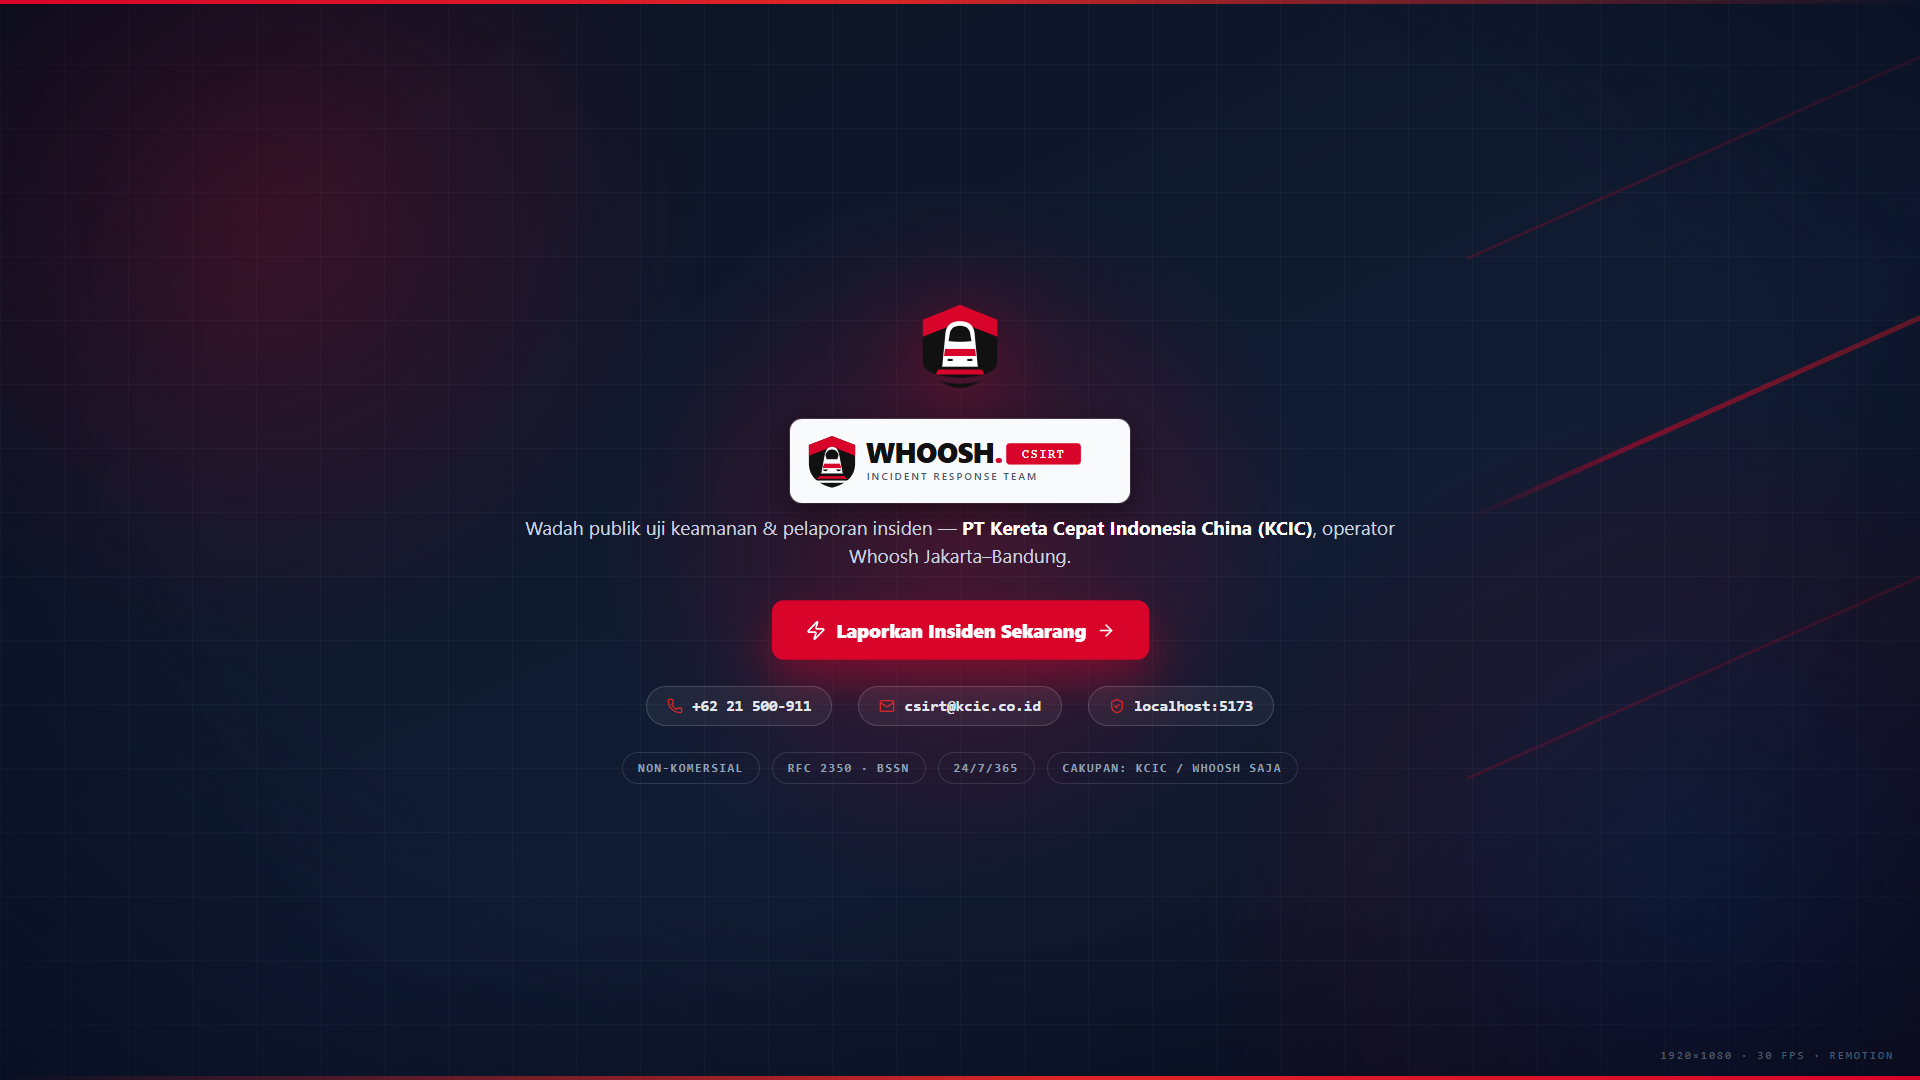 WHOOSH. CSIRT
INCIDENT RESPONSE TEAM
Wadah publik uji keamanan & pelaporan insiden — PT Kereta Cepat Indonesia China (KCIC), operator
Whoosh Jakarta–Bandung.
Laporkan Insiden Sekarang →
+62 21 500-911
csirt@kcic.co.id
localhost:5173
NON-KOMERSIAL
RFC 2350 · BSSN
24/7/365
CAKUPAN: KCIC / WHOOSH SAJA
1920×1080 · 30 FPS · REMOTION